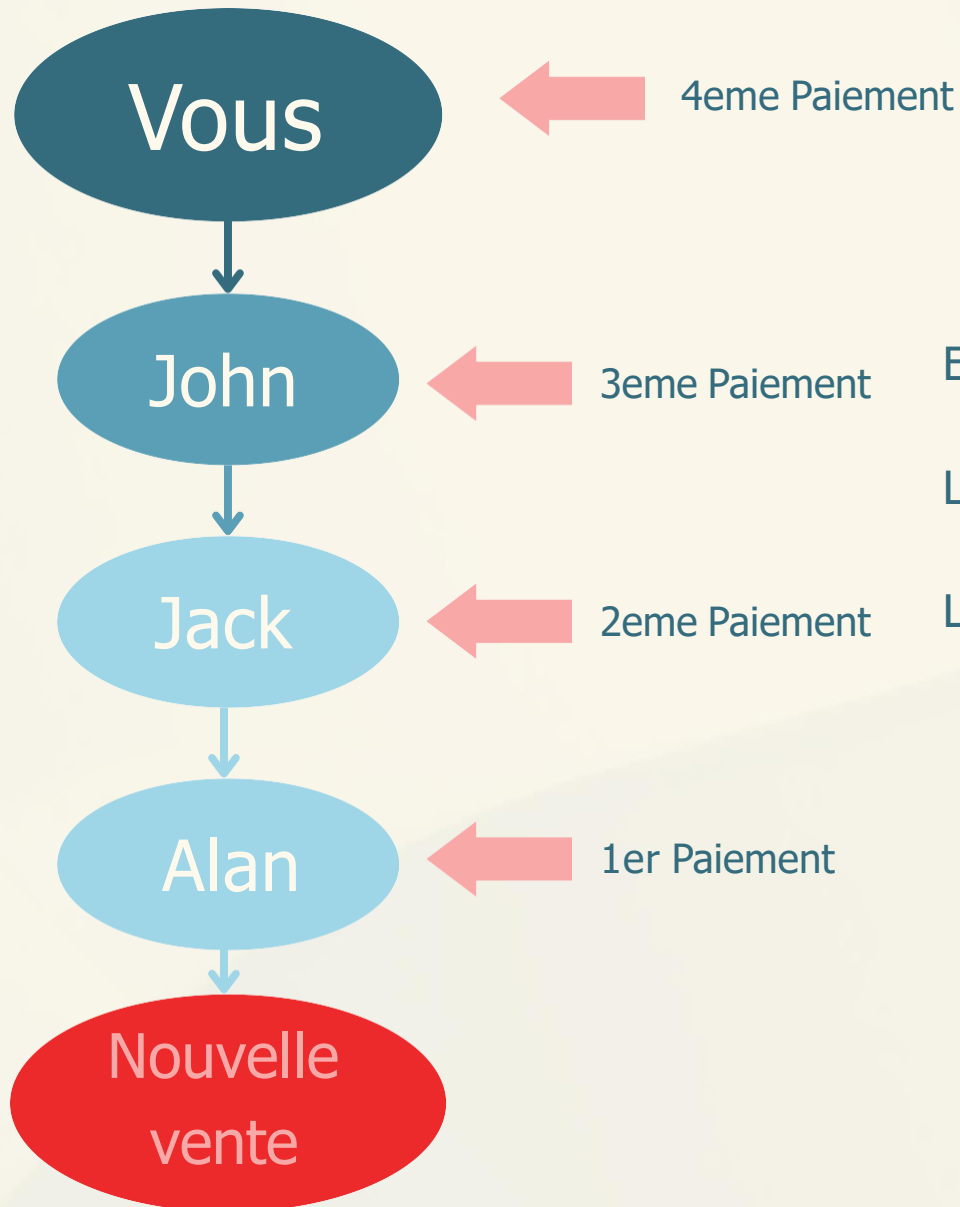 Vous
4eme Paiement
John
3eme Paiement
E
L
Jack
2eme Paiement
L
Alan
1er Paiement
Nouvelle
vente